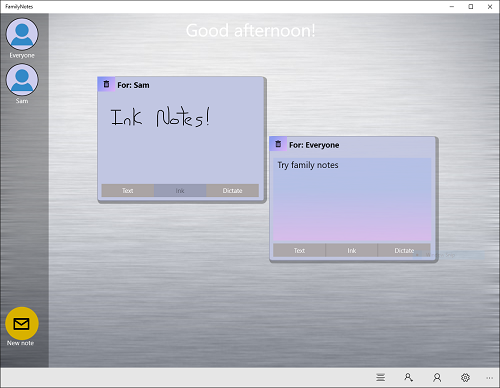 FamilyNotes
Good afternoon!
Everyone
Sam
For: Sam
Ink Notes!
Text Ink Dictate
For: Everyone
Try family notes
Text Ink Dictate
New note